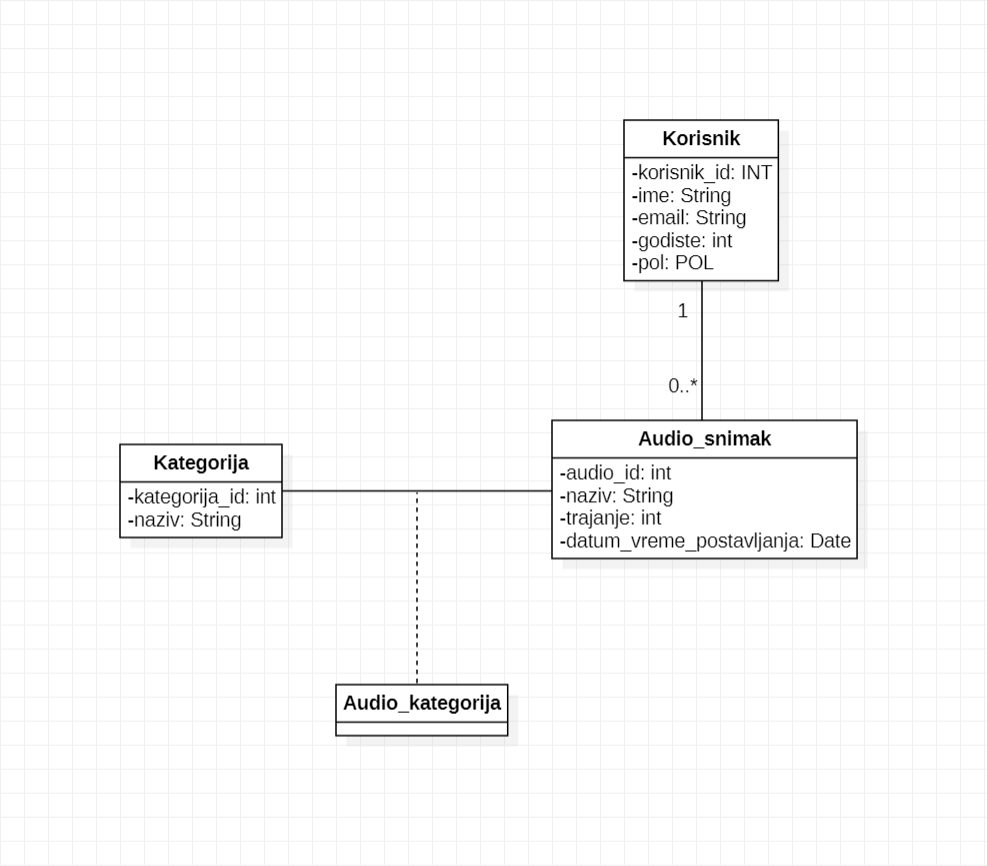 Korisnik
-korisnik_id: INT
-ime: String
-email: String
-godiste: int
-pol: POL
1
0..*
Audio_snimak
-audio_id: int
-naziv: String
-trajanje: int
-datum_vreme_postavljanja: Date
Kategorija
-kategorija_id: int
-naziv: String
Audio_kategorija